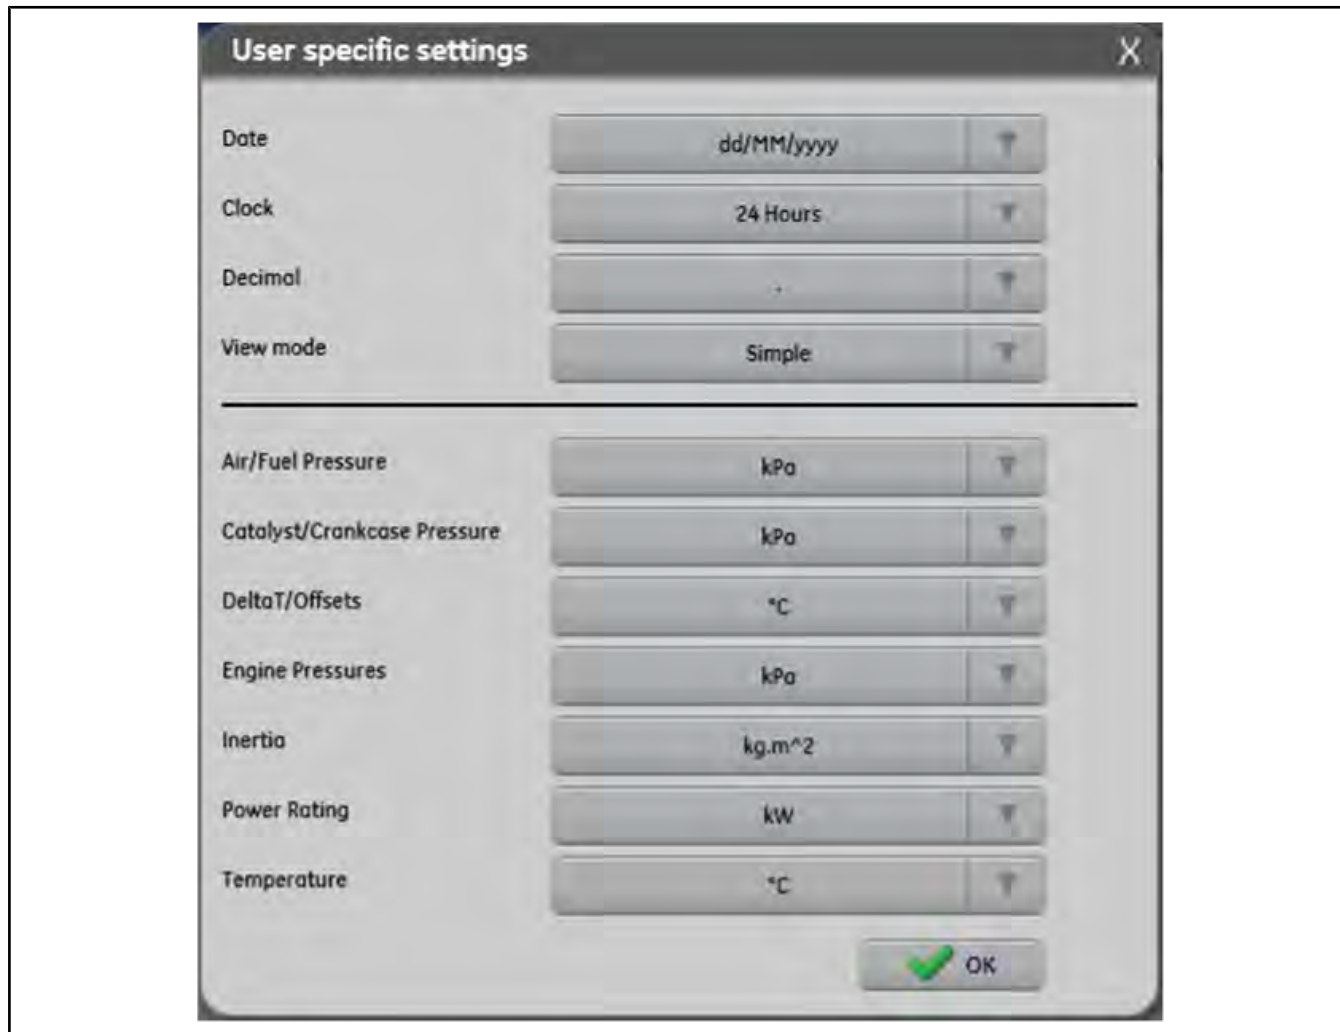 User specific settings X
Date dd/MM/yyyy
Clock 24 Hours
Decimal .
View mode Simple
Air/Fuel Pressure kPa
Catalyst/Crankcase Pressure kPa
DeltaT/Offsets °C
Engine Pressures kPa
Inertia kg.m^2
Power Rating kW
Temperature °C
OK